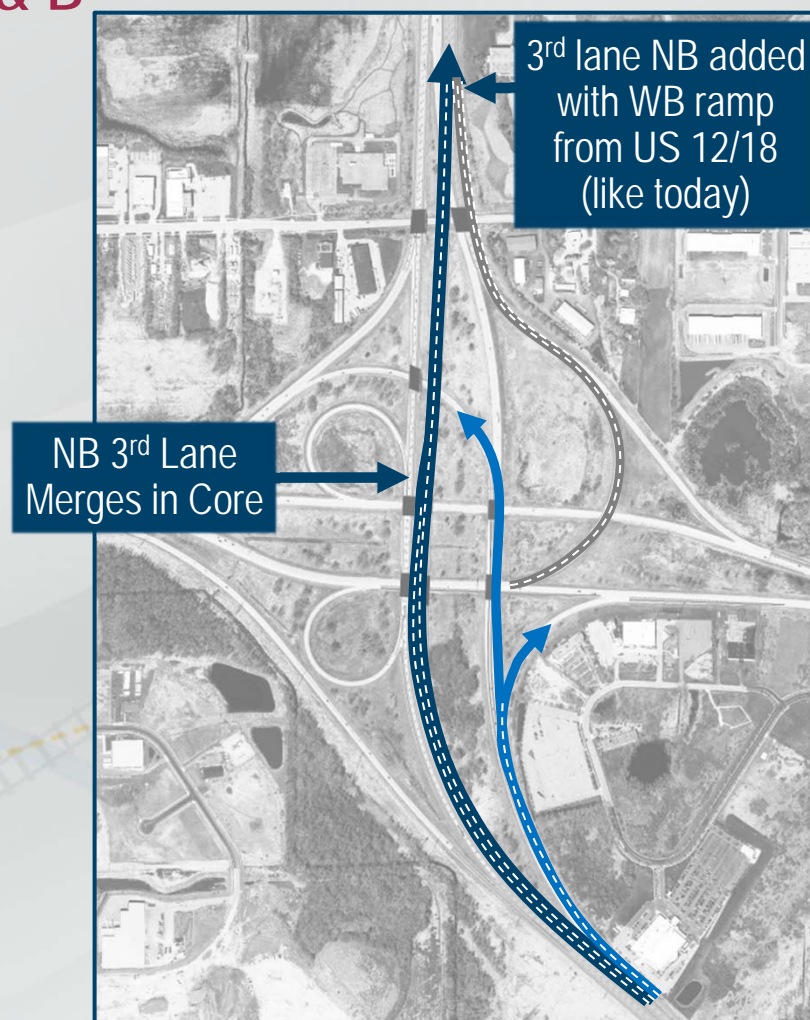 & B
3rd lane NB added
with WB ramp
from US 12/18
(like today)
NB 3rd Lane
Merges in Core